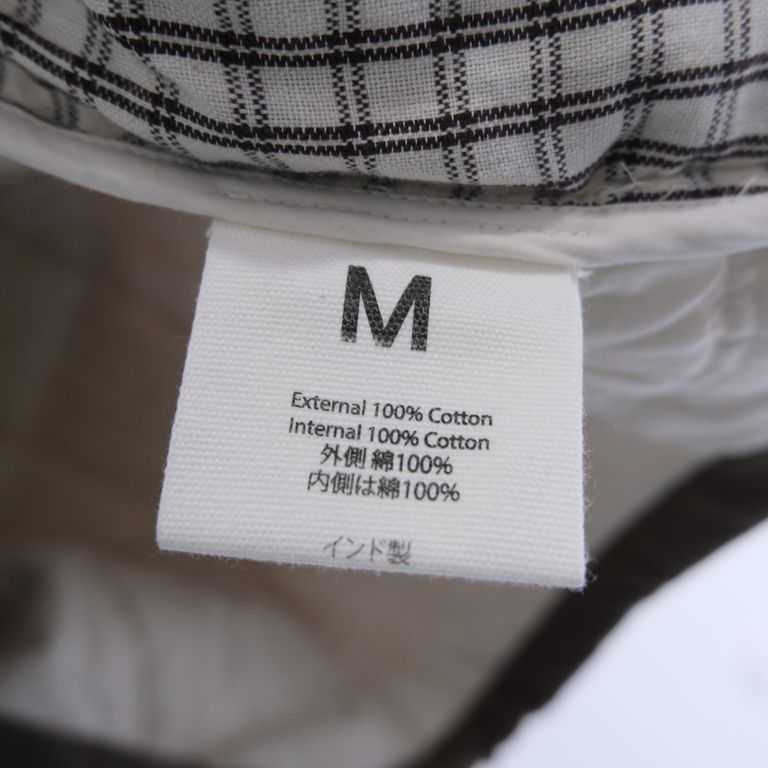 M
External 100% Cotton
Internal 100% Cotton
外側 綿100%
内側は綿100%
インド製